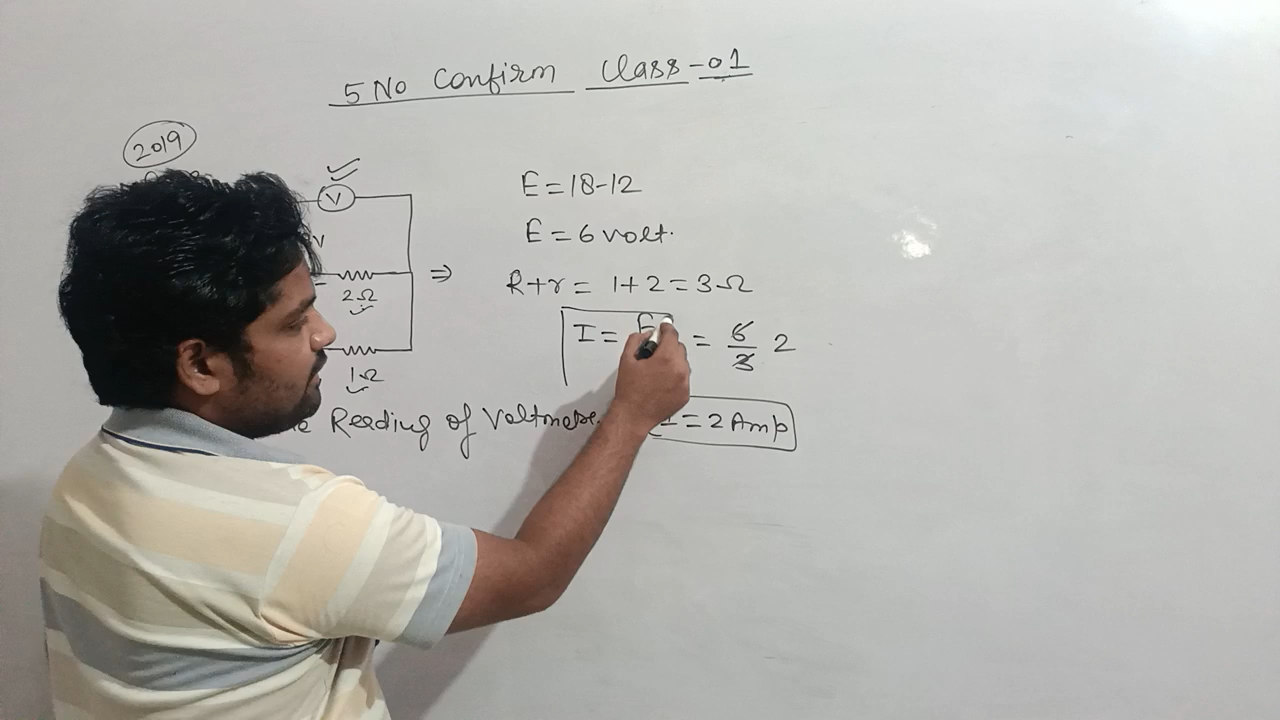 5 No Confirm Class-01
2019
V
V
2Ω
1Ω
⇒
E = 18-12
E = 6 volt.
R+r = 1+2 = 3Ω
I = E = 6/3 2
Reading of Voltmete. I = 2 Amp